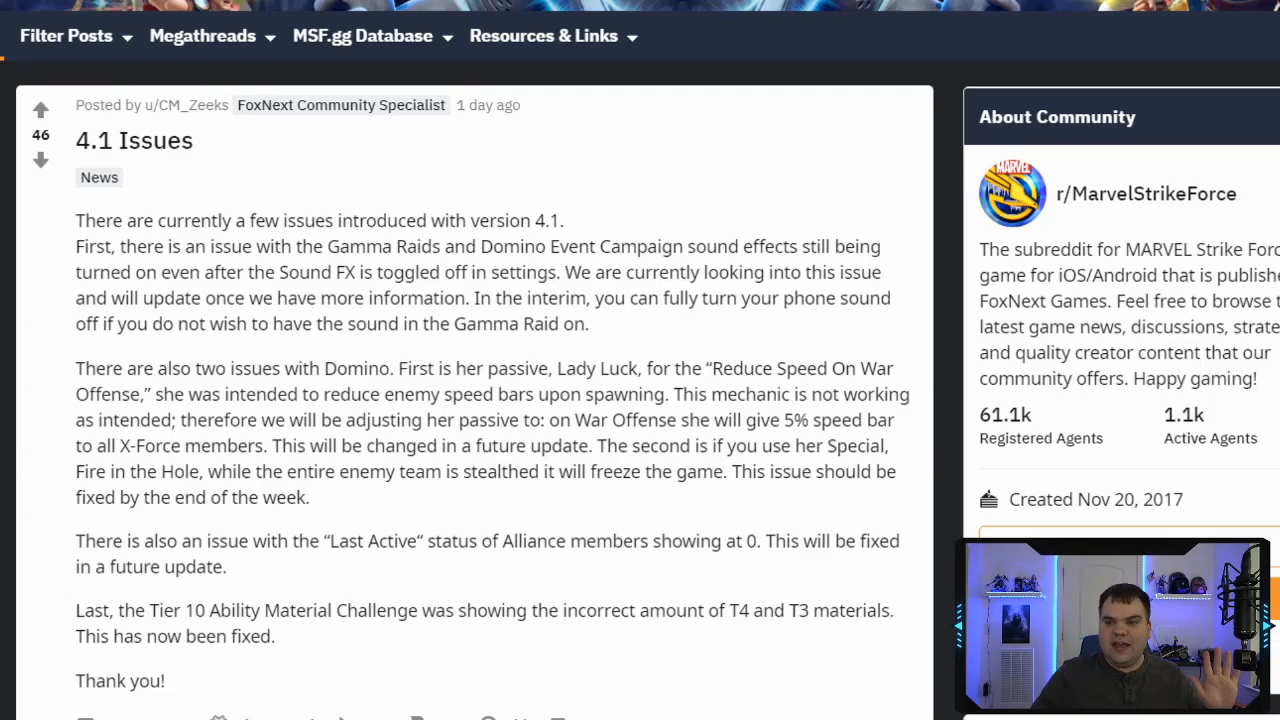 Filter Posts Megathreads MSF.gg Database Resources & Links
Posted by u/CM_Zeeks FoxNext Community Specialist 1 day ago
46
4.1 Issues
News
There are currently a few issues introduced with version 4.1.
First, there is an issue with the Gamma Raids and Domino Event Campaign sound effects still being
turned on even after the Sound FX is toggled off in settings. We are currently looking into this issue
and will update once we have more information. In the interim, you can fully turn your phone sound
off if you do not wish to have the sound in the Gamma Raid on.
There are also two issues with Domino. First is her passive, Lady Luck, for the “Reduce Speed On War
Offense,” she was intended to reduce enemy speed bars upon spawning. This mechanic is not working
as intended; therefore we will be adjusting her passive to: on War Offense she will give 5% speed bar
to all X-Force members. This will be changed in a future update. The second is if you use her Special,
Fire in the Hole, while the entire enemy team is stealthed it will freeze the game. This issue should be
fixed by the end of the week.
There is also an issue with the “Last Active“ status of Alliance members showing at 0. This will be fixed
in a future update.
Last, the Tier 10 Ability Material Challenge was showing the incorrect amount of T4 and T3 materials.
This has now been fixed.
Thank you!
About Community
MARVEL
r/MarvelStrikeForce
The subreddit for MARVEL Strike Forc
game for iOS/Android that is publishe
FoxNext Games. Feel free to browse t
latest game news, discussions, strate
and quality creator content that our
community offers. Happy gaming!
61.1k 1.1k
Registered Agents Active Agents
Created Nov 20, 2017